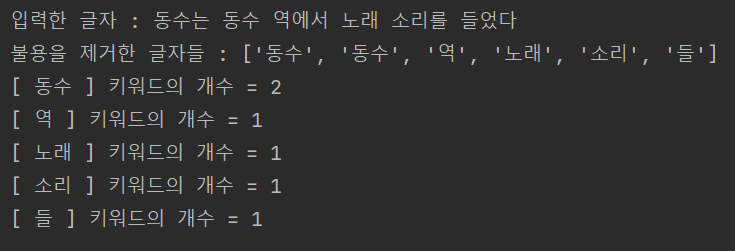 입력한 글자 : 동수는 동수 역에서 노래 소리를 들었다
불용을 제거한 글자들 : ['동수', '동수', '역', '노래', '소리', '들']
[ 동수 ] 키워드의 개수 = 2
[ 역 ] 키워드의 개수 = 1
[ 노래 ] 키워드의 개수 = 1
[ 소리 ] 키워드의 개수 = 1
[ 들 ] 키워드의 개수 = 1